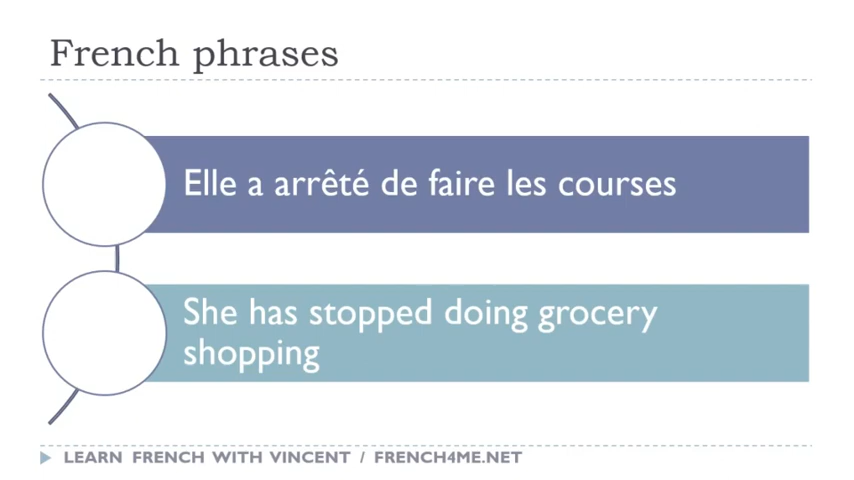 French phrases
Elle a arrêté de faire les courses
She has stopped doing grocery
shopping
LEARN FRENCH WITH VINCENT / FRENCH4ME.NET